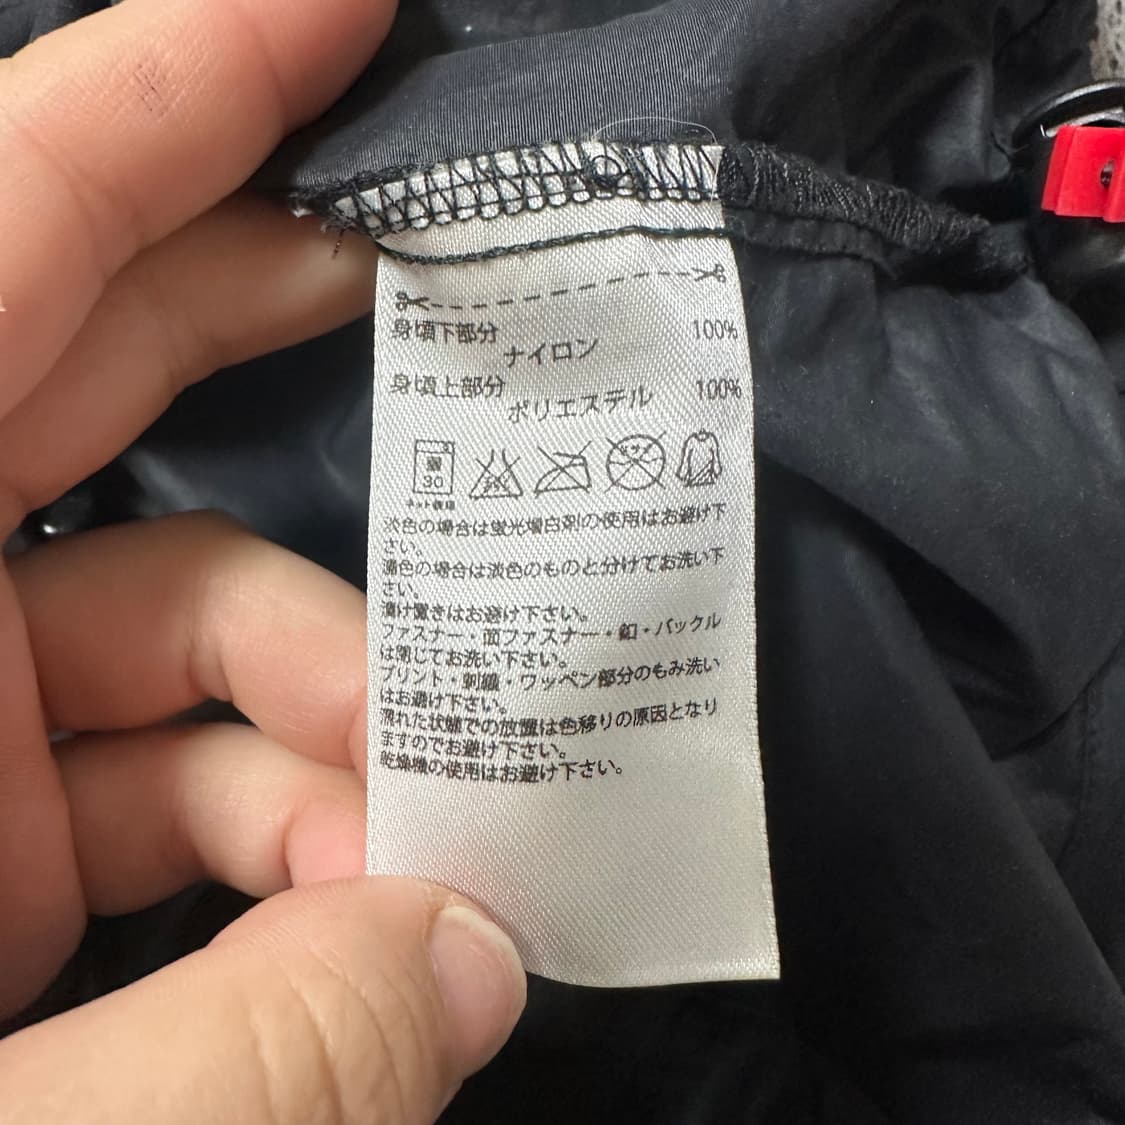 身頃下部分 100%
ナイロン
身頃上部分 100%
ポリエステル
30
ネット使用
淡色の場合は蛍光増白剤の使用はお避け下
さい。
濃色の場合は淡色のものと分けてお洗い下
さい。
漬け置きはお避け下さい。
ファスナー・面ファスナー・釦・バックル
は閉じてお洗い下さい。
プリント・刺繍・ワッペン部分のもみ洗い
はお避け下さい。
濡れた状態での放置は色移りの原因となり
ますのでお避け下さい。
乾燥機の使用はお避け下さい。